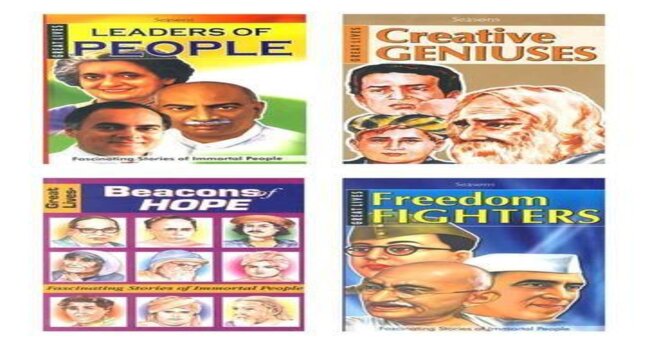 Seasons
GREAT LIVES
LEADERS OF
PEOPLE
Fascinating Stories of Immortal People
Seasons
GREAT LIVES
Creative
GENIUSES
Great
Lives
Beacons of
HOPE
Fascinating Stories of Immortal People
Seasons
GREAT LIVES
Freedom
FIGHTERS
Fascinating Stories of Immortal People